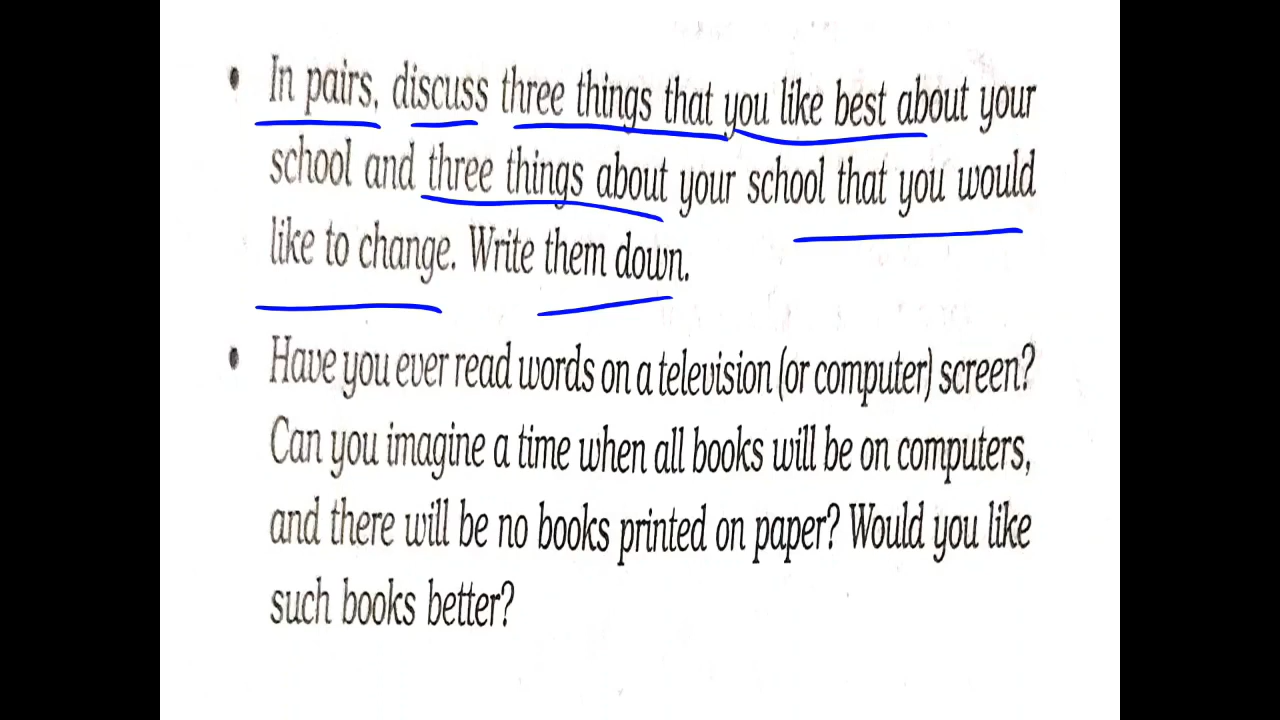 • In pairs, discuss three things that you like best about your
school and three things about your school that you would
like to change. Write them down.
• Have you ever read words on a television (or computer) screen?
Can you imagine a time when all books will be on computers,
and there will be no books printed on paper? Would you like
such books better?